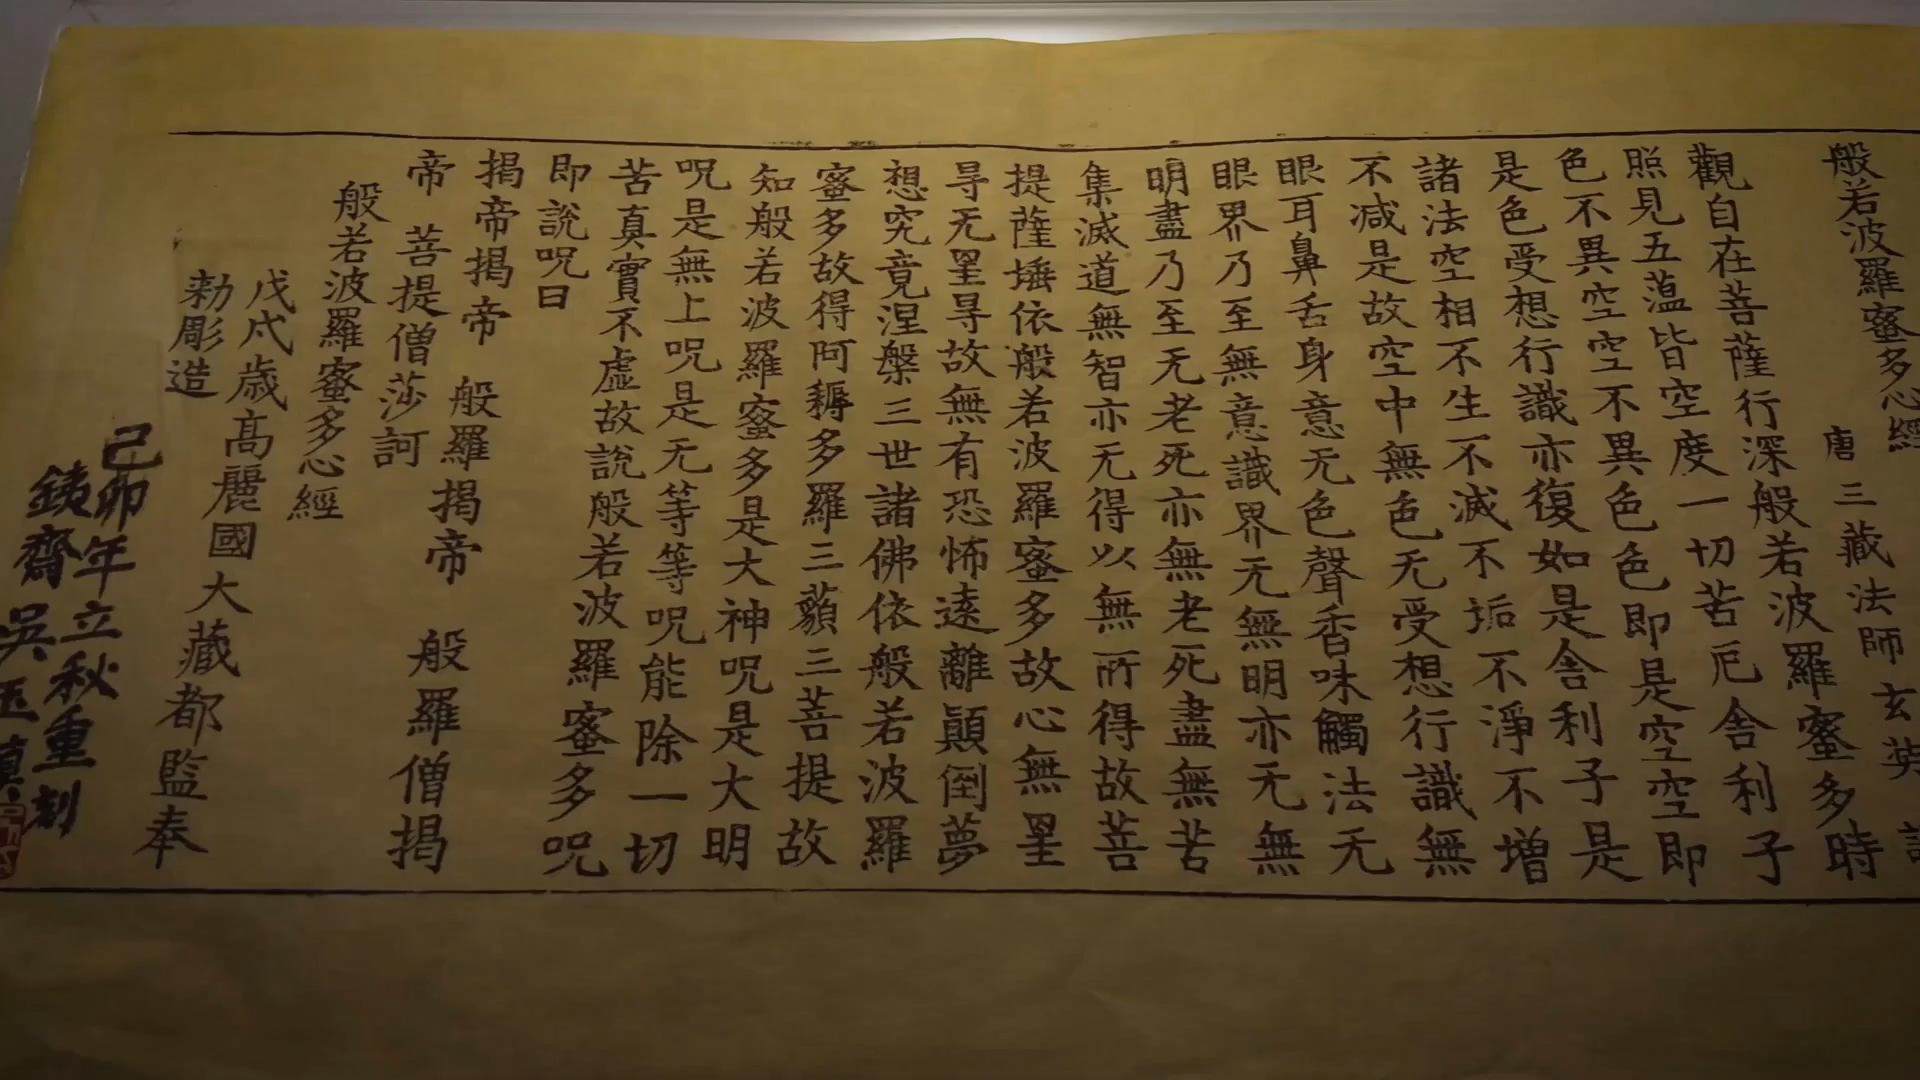 般若波羅蜜多心經
唐三藏法師玄奘
觀自在菩薩行深般若波羅蜜多時
照見五蕰皆空度一切苦厄舍利子
色不異空空不異色色即是空空即
是色受想行識亦復如是舍利子是
諸法空相不生不滅不垢不淨不增
不減是故空中無色无受想行識無
眼耳鼻舌身意无色聲香味觸法无
眼界乃至無意識界无無明亦无無
明盡乃至无老死亦無老死盡無苦
集滅道無智亦无得以無所得故菩
提薩埵依般若波羅蜜多故心無罣
㝵无罣㝵故無有恐怖遠離顚倒夢
想究竟涅槃三世諸佛依般若波羅
蜜多故得阿耨多羅三藐三菩提故
知般若波羅蜜多是大神呪是大明
呪是無上呪是无等等呪能除一切
苦真實不虛故說般若波羅蜜多呪
即說呪曰
揭帝揭帝 般羅揭帝 般羅僧揭
帝 菩提僧莎訶
般若波羅蜜多心經
戊戌歲高麗國大藏都監奉
勅彫造
己卯年立秋重刻
鐵齋吳玉鎭